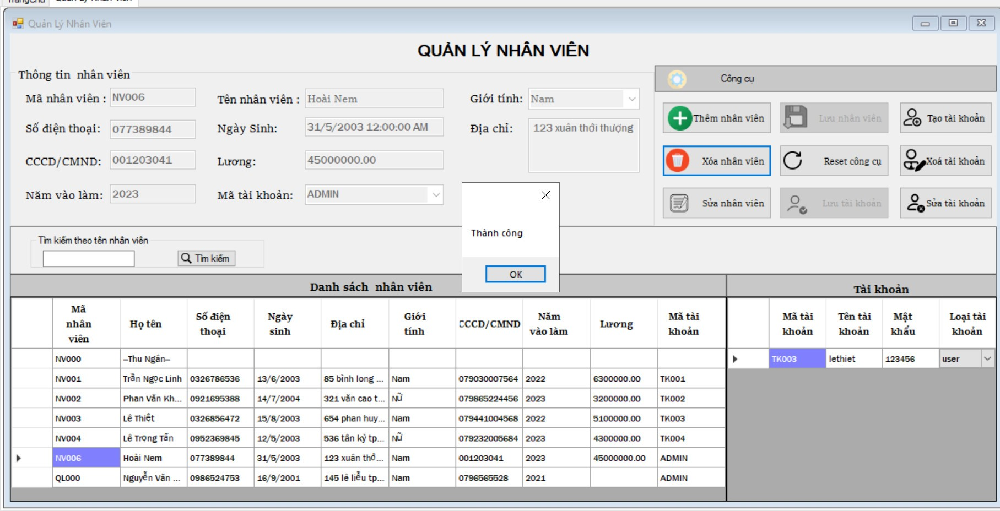 TrangChu Quản Lý Nhân Viên
Quản Lý Nhân Viên
QUẢN LÝ NHÂN VIÊN
Thông tin nhân viên
Mã nhân viên : NV006 Tên nhân viên : Hoài Nem Giới tính: Nam
Số điện thoại: 077389844 Ngày Sinh: 31/5/2003 12:00:00 AM Địa chỉ: 123 xuân thới thượng
CCCD/CMND: 001203041 Lương: 45000000.00
Năm vào làm: 2023 Mã tài khoản: ADMIN
Công cụ
Thêm nhân viên Lưu nhân viên Tạo tài khoản
Xóa nhân viên Reset công cụ Xoá tài khoản
Sửa nhân viên Lưu tài khoản Sửa tài khoản
Thành công
OK
Tìm kiếm theo tên nhân viên
Tìm kiếm
Danh sách nhân viên
Mã nhân viên Họ tên Số điện thoại Ngày sinh Địa chỉ Giới tính CCCD/CMND Năm vào làm Lương Mã tài khoản
NV000 –Thu Ngân–
NV001 Trần Ngọc Linh 0326786536 13/6/2003 85 bình long ... Nam 079030007564 2022 6300000.00 TK001
NV002 Phan Văn Kh... 0921695388 14/7/2004 321 văn cao t... Nữ 079865224456 2023 3200000.00 TK002
NV003 Lê Thiệt 0326856472 15/8/2003 654 phan huy... Nam 079441004568 2022 5100000.00 TK003
NV004 Lê Trọng Tấn 0952369845 12/5/2003 536 tân kỳ tp... Nữ 079232005684 2023 4300000.00 TK004
NV006 Hoài Nem 077389844 31/5/2003 123 xuân thớ... Nam 001203041 2023 45000000.00 ADMIN
QL000 Nguyễn Văn ... 0986524753 16/9/2001 145 lê liễu tp... Nam 0796565528 2021 ADMIN
Tài khoản
Mã tài khoản Tên tài khoản Mật khẩu Loại tài khoản
TK003 lethiet 123456 user